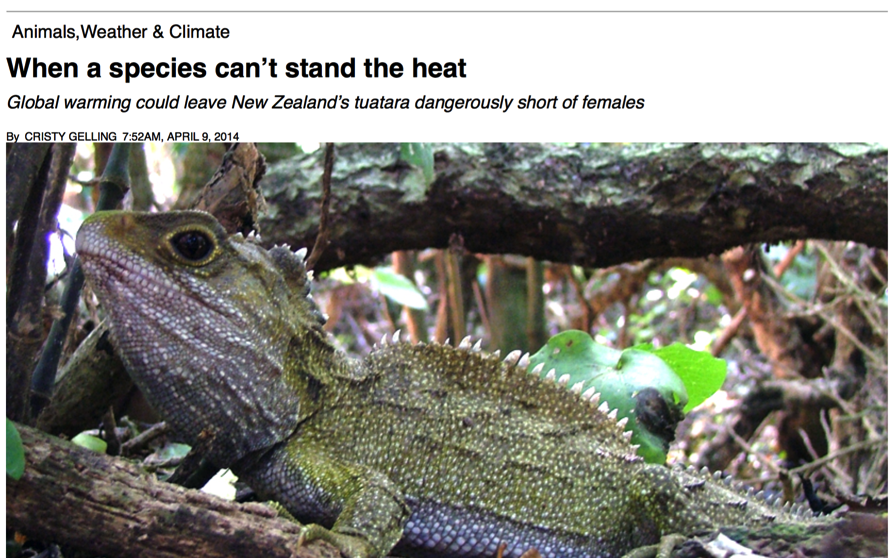 Animals,Weather & Climate
When a species can’t stand the heat
Global warming could leave New Zealand’s tuatara dangerously short of females
By CRISTY GELLING 7:52AM, APRIL 9, 2014